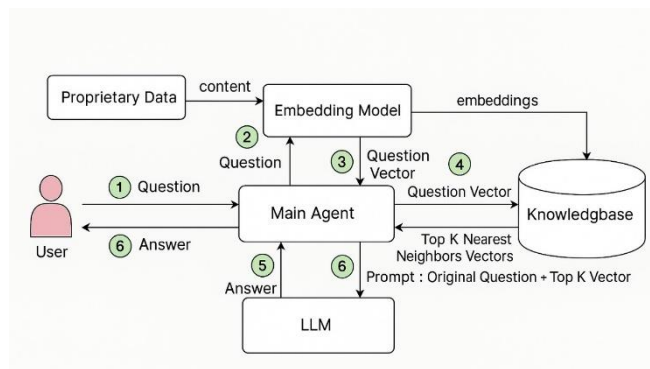 Proprietary Data
content
Embedding Model
embeddings
2
Question
3
Question
Vector
4
Question Vector
1 Question
User
Main Agent
Knowledgbase
6 Answer
Top K Nearest
Neighbors Vectors
5
Answer
6
Prompt : Original Question + Top K Vector
LLM